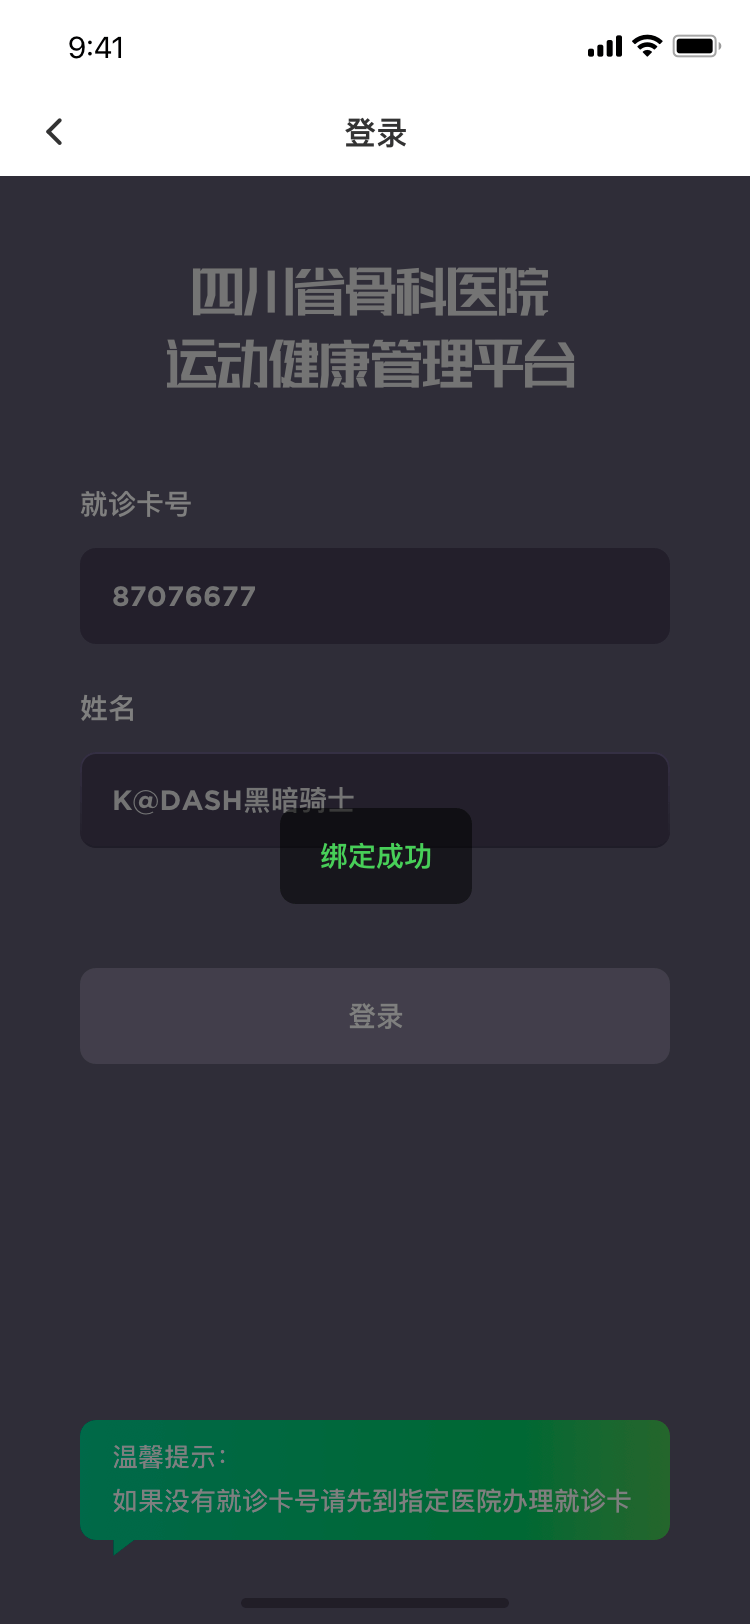 9:41
登录
四川省骨科医院
运动健康管理平台
就诊卡号
87076677
姓名
K@DASH黑暗骑士
绑定成功
登录
温馨提示：
如果没有就诊卡号请先到指定医院办理就诊卡